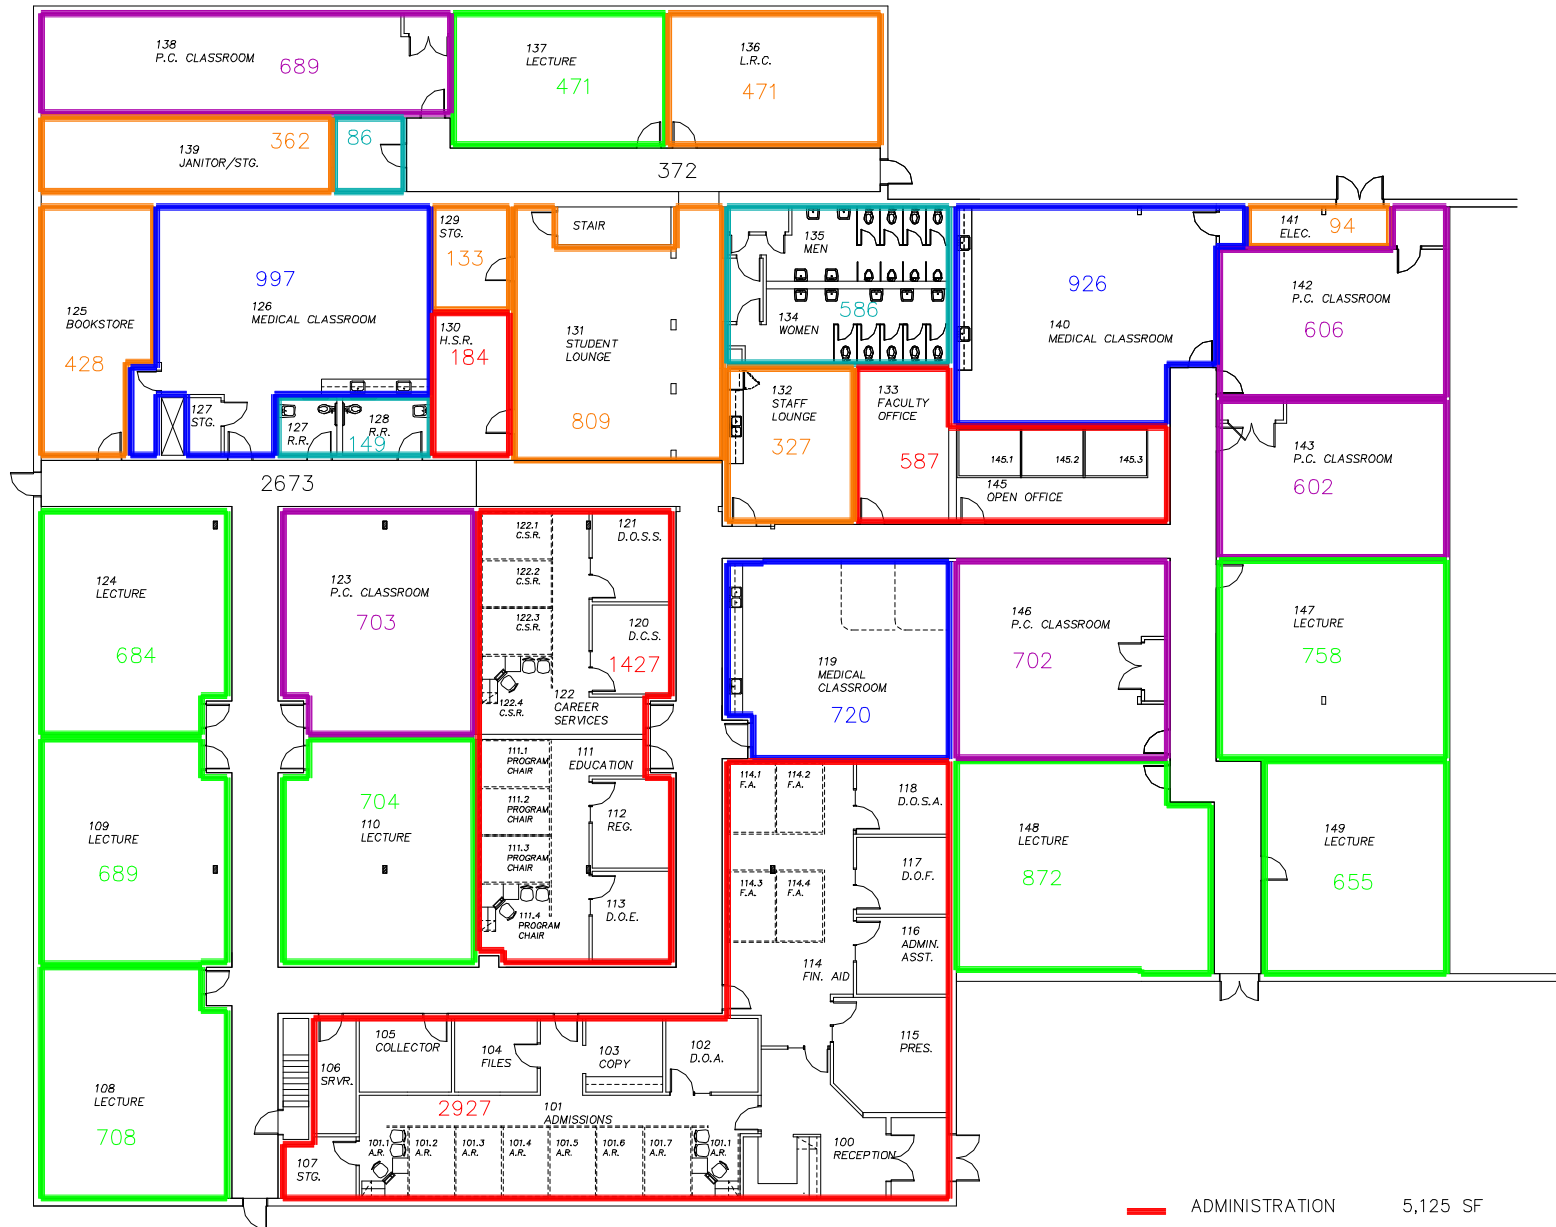 138
P.C. CLASSROOM
689
137
LECTURE
471
136
L.R.C.
471
139
JANITOR/STG.
362
86
372
125
BOOKSTORE
428
997
126
MEDICAL CLASSROOM
127
STG.
127
R.R.
128
R.R.
149
129
STG.
133
130
H.S.R.
184
STAIR
131
STUDENT
LOUNGE
809
135
MEN
134
WOMEN
586
132
STAFF
LOUNGE
327
133
FACULTY
OFFICE
587
926
140
MEDICAL CLASSROOM
145.1
145.2
145.3
145
OPEN OFFICE
141
ELEC.
94
142
P.C. CLASSROOM
606
143
P.C. CLASSROOM
602
2673
124
LECTURE
684
123
P.C. CLASSROOM
703
122.1
C.S.R.
122.2
C.S.R.
122.3
C.S.R.
122.4
C.S.R.
121
D.O.S.S.
120
D.C.S.
1427
122
CAREER
SERVICES
119
MEDICAL
CLASSROOM
720
146
P.C. CLASSROOM
702
147
LECTURE
758
109
LECTURE
689
704
110
LECTURE
111.1
PROGRAM
CHAIR
111.2
PROGRAM
CHAIR
111.3
PROGRAM
CHAIR
111.4
PROGRAM
CHAIR
111
EDUCATION
112
REG.
113
D.O.E.
114.1
F.A.
114.2
F.A.
114.3
F.A.
114.4
F.A.
118
D.O.S.A.
117
D.O.F.
116
ADMIN.
ASST.
114
FIN. AID
115
PRES.
148
LECTURE
872
149
LECTURE
655
108
LECTURE
708
106
SRVR.
105
COLLECTOR
104
FILES
103
COPY
102
D.O.A.
2927
101
ADMISSIONS
107
STG.
101.1
A.R.
101.2
A.R.
101.3
A.R.
101.4
A.R.
101.5
A.R.
101.6
A.R.
101.7
A.R.
101.1
A.R.
100
RECEPTION
ADMINISTRATION 5,125 SF